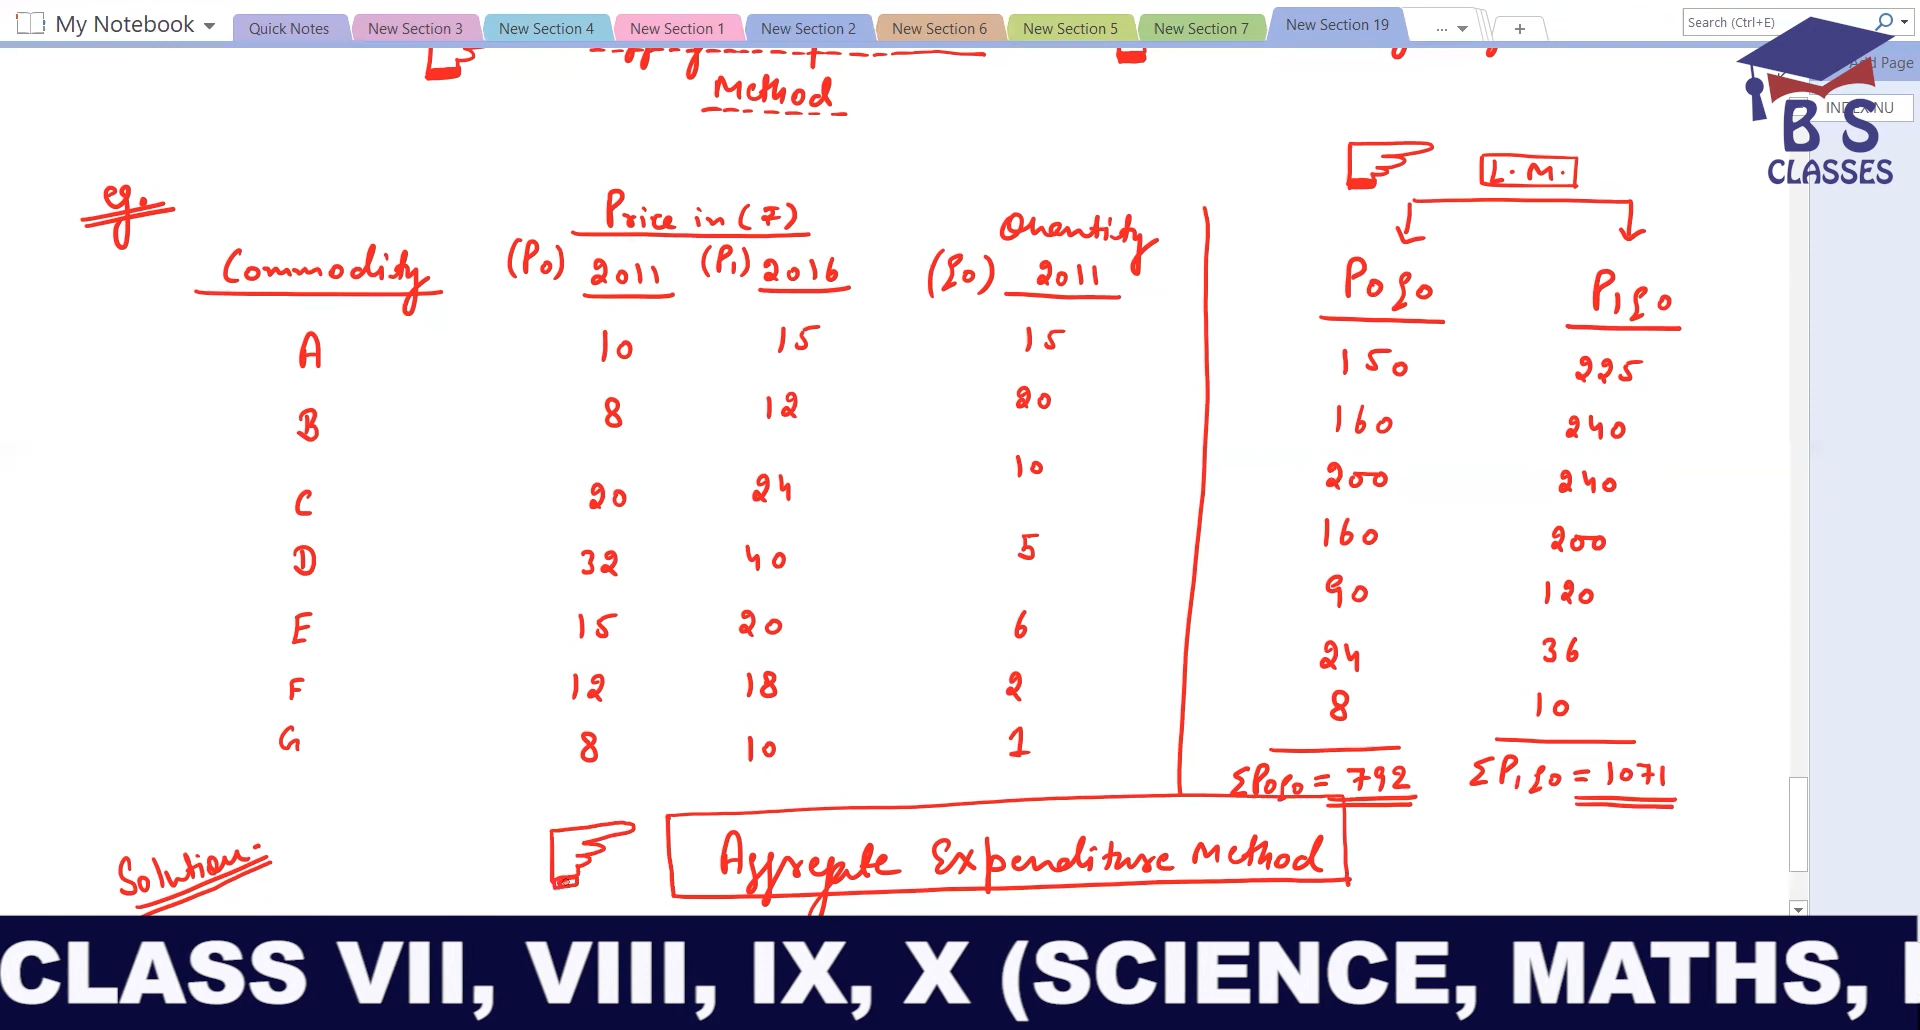 My Notebook Quick Notes New Section 3 New Section 4 New Section 1 New Section 2 New Section 6 New Section 5 New Section 7 New Section 19 ... + Search (Ctrl+E)
Add Page
INDEX NU
B S
CLASSES
Method
L.M.
eg.
Price in (₹) Quantity
Commodity (P0) 2011 (P1) 2016 (q0) 2011 P0q0 P1q0
A 10 15 15 150 225
B 8 12 20 160 240
C 20 24 10 200 240
D 32 40 5 160 200
E 15 20 6 90 120
F 12 18 2 24 36
G 8 10 1 8 10
ΣP0q0 = 792 ΣP1q0 = 1071
Solution:
Aggregate Expenditure Method
CLASS VII, VIII, IX, X (SCIENCE, MATHS,